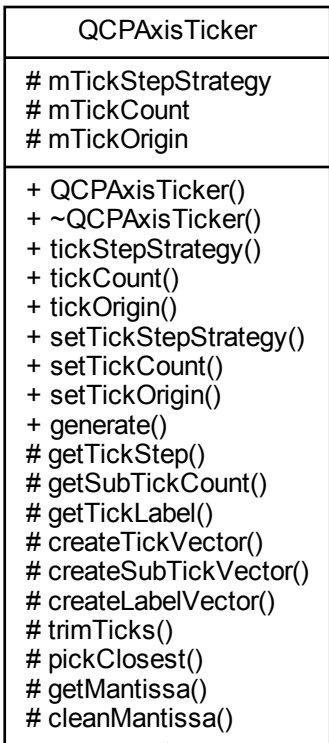 QCPAxisTicker
# mTickStepStrategy
# mTickCount
# mTickOrigin
+ QCPAxisTicker()
+ ~QCPAxisTicker()
+ tickStepStrategy()
+ tickCount()
+ tickOrigin()
+ setTickStepStrategy()
+ setTickCount()
+ setTickOrigin()
+ generate()
# getTickStep()
# getSubTickCount()
# getTickLabel()
# createTickVector()
# createSubTickVector()
# createLabelVector()
# trimTicks()
# pickClosest()
# getMantissa()
# cleanMantissa()